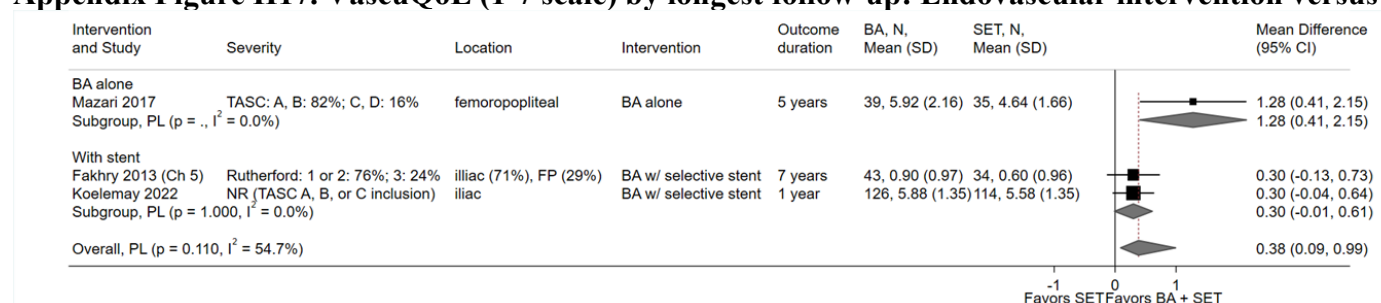 Appendix Figure H17. VascuQoL (1-7 scale) by longest follow-up: Endovascular intervention versus
Intervention and Study Severity Location Intervention Outcome duration BA, N, Mean (SD) SET, N, Mean (SD) Mean Difference (95% CI)
BA alone
Mazari 2017 TASC: A, B: 82%; C, D: 16% femoropopliteal BA alone 5 years 39, 5.92 (2.16) 35, 4.64 (1.66) 1.28 (0.41, 2.15)
Subgroup, PL (p = ., I² = 0.0%) 1.28 (0.41, 2.15)
With stent
Fakhry 2013 (Ch 5) Rutherford: 1 or 2: 76%; 3: 24% illiac (71%), FP (29%) BA w/ selective stent 7 years 43, 0.90 (0.97) 34, 0.60 (0.96) 0.30 (-0.13, 0.73)
Koelemay 2022 NR (TASC A, B, or C inclusion) iliac BA w/ selective stent 1 year 126, 5.88 (1.35) 114, 5.58 (1.35) 0.30 (-0.04, 0.64)
Subgroup, PL (p = 1.000, I² = 0.0%) 0.30 (-0.01, 0.61)
Overall, PL (p = 0.110, I² = 54.7%) 0.38 (0.09, 0.99)
-1 0 1
Favors SET Favors BA + SET